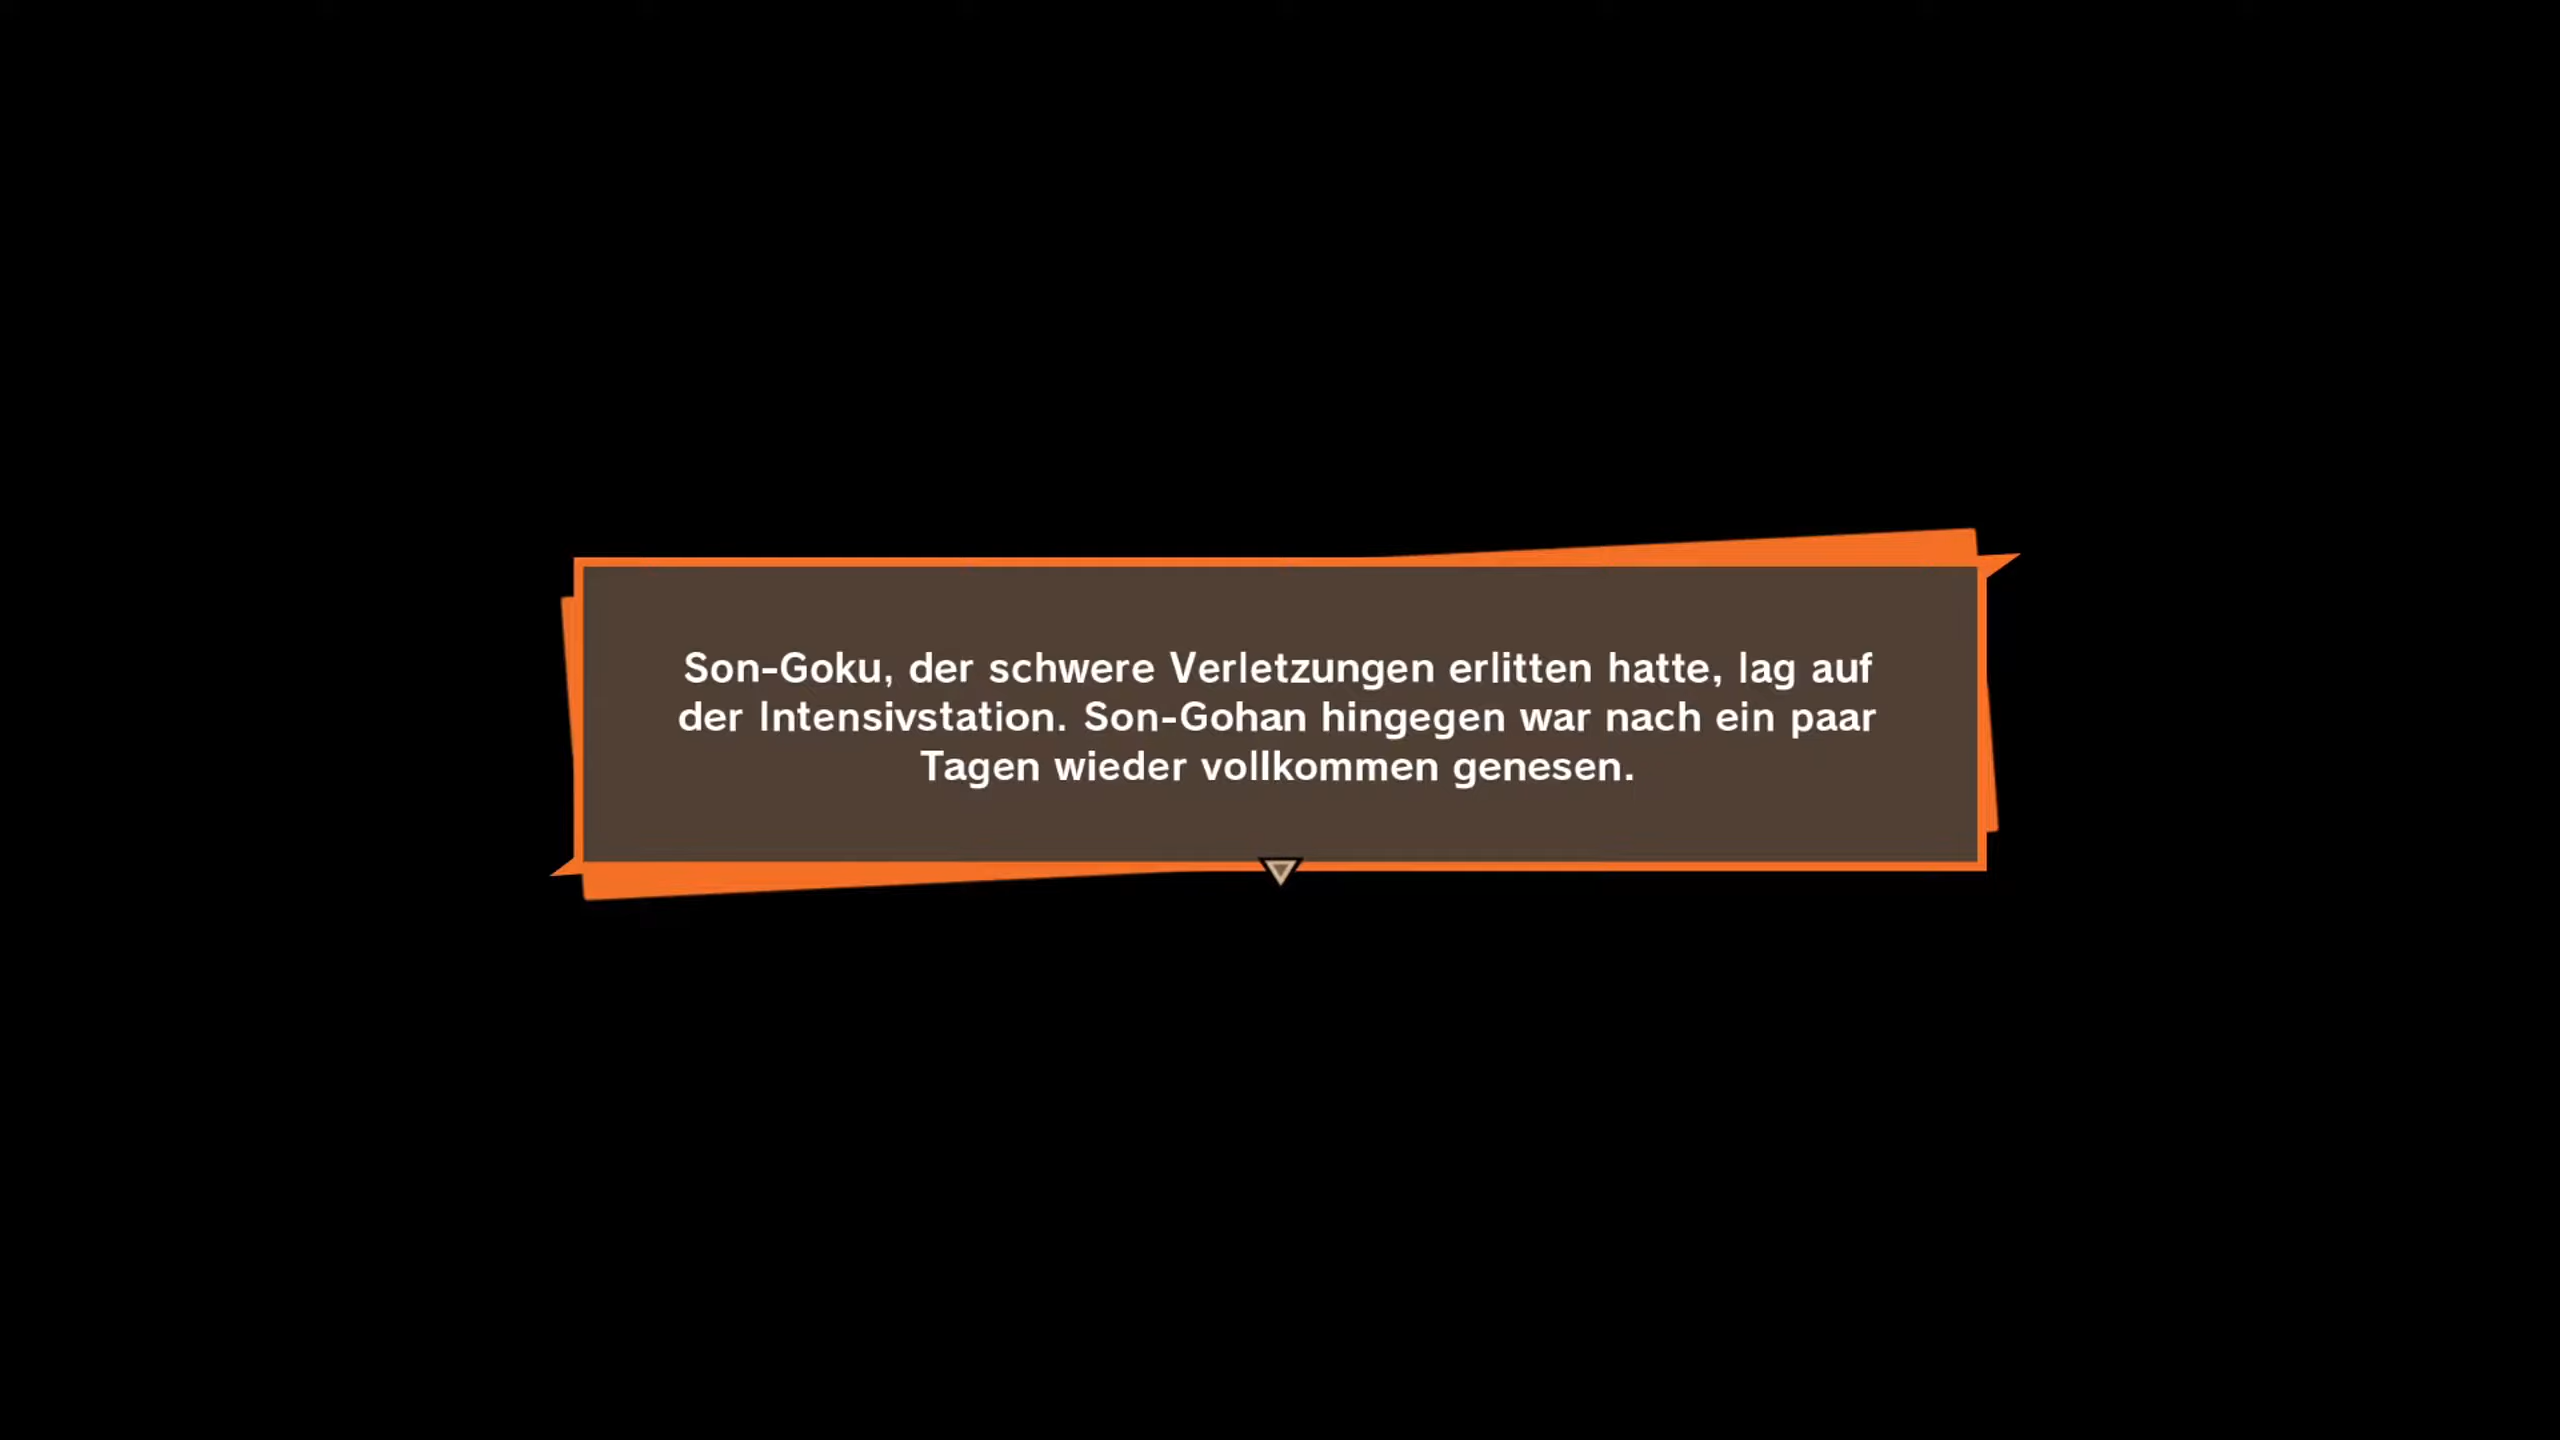 Son-Goku, der schwere Verletzungen erlitten hatte, lag auf
der Intensivstation. Son-Gohan hingegen war nach ein paar
Tagen wieder vollkommen genesen.